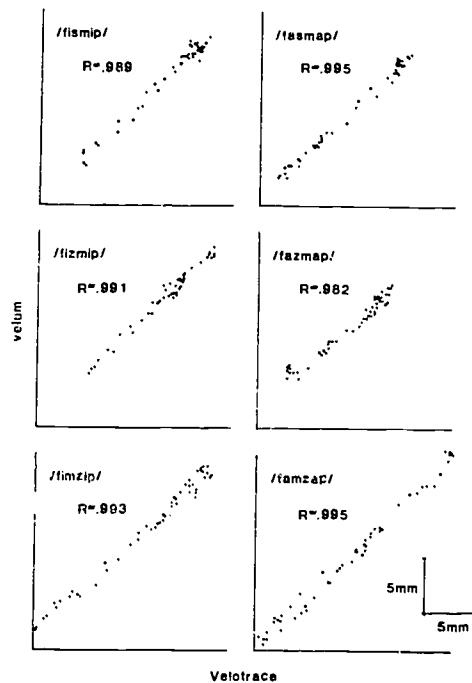 /fismip/
R=.989
/fasmap/
R=.995
/fizmip/
R=.991
/fazmap/
R=.982
velum
/fimzip/
R=.993
/famzap/
R=.995
5mm
5mm
Velotrace